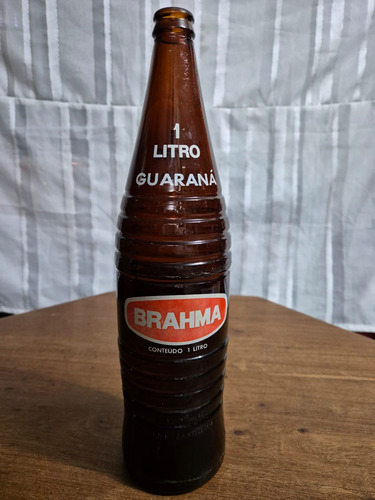 1
LITRO
GUARANÁ
BRAHMA
CONTEÚDO 1 LITRO